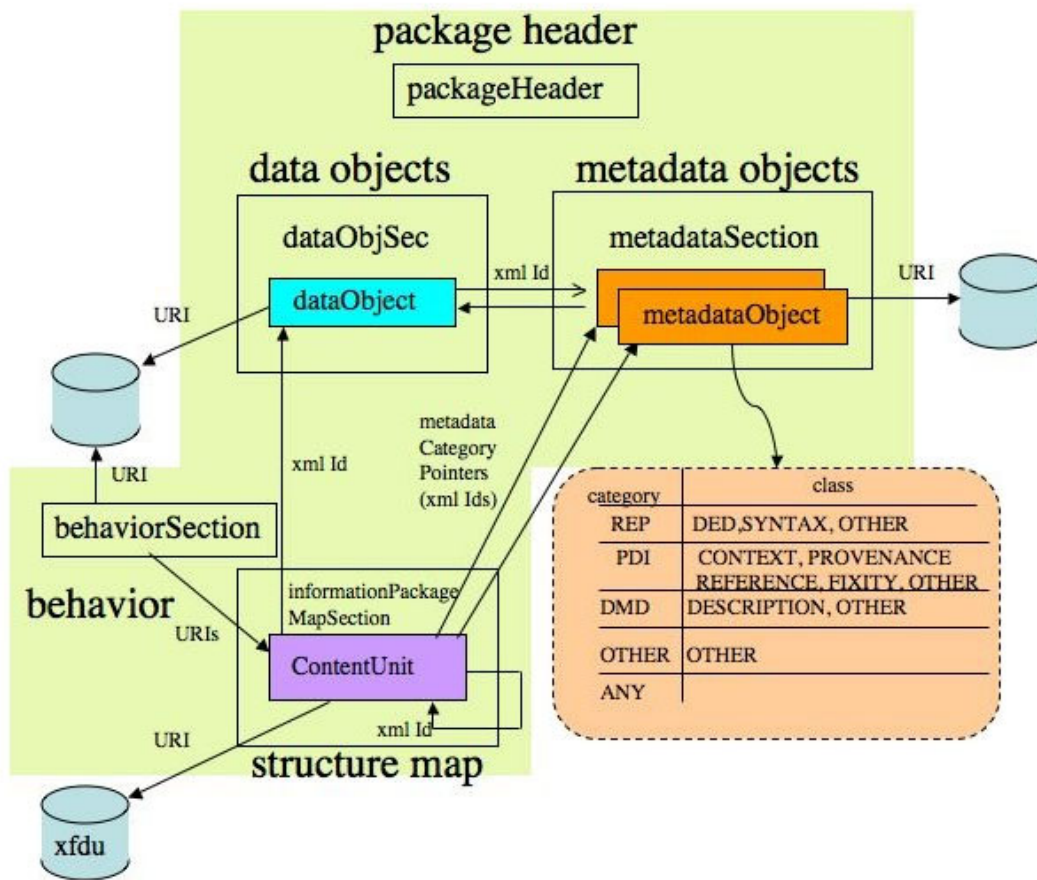 package header
packageHeader
data objects
metadata objects
dataObjSec
metadataSection
xml Id
URI
dataObject
metadataObject
URI
metadata
Category
Pointers
(xml Ids)
xml Id
URI
category
class
behaviorSection
REP
DED,SYNTAX, OTHER
PDI
CONTEXT, PROVENANCE
REFERENCE, FIXITY, OTHER
behavior
informationPackage
MapSection
DMD
DESCRIPTION, OTHER
URIs
ContentUnit
OTHER
OTHER
ANY
xml Id
URI
structure map
xfdu